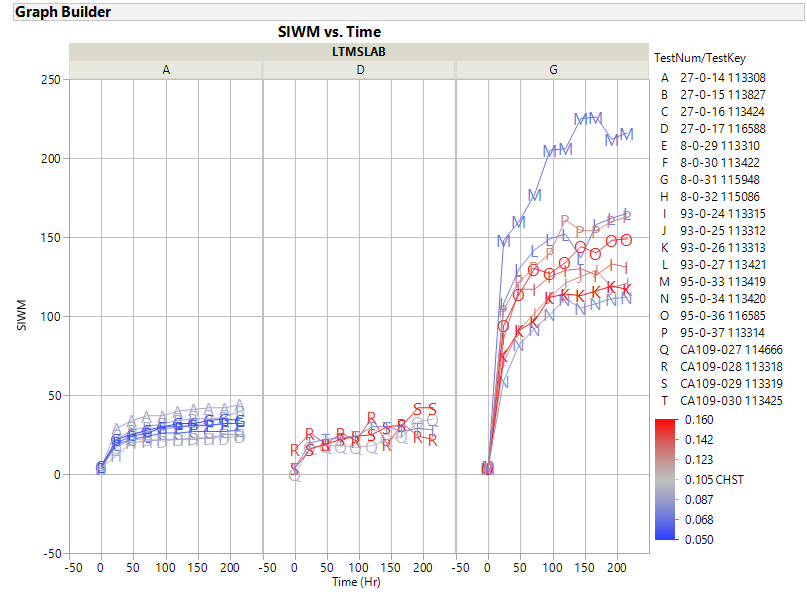 Graph Builder
SIWM vs. Time
LTMSLAB
A D G
250
200
150
100
50
0
-50
SIWM
-50 0 50 100 150 200 -50 0 50 100 150 200 -50 0 50 100 150 200
Time (Hr)
TestNum/TestKey
A 27-0-14 113308
B 27-0-15 113827
C 27-0-16 113424
D 27-0-17 116588
E 8-0-29 113310
F 8-0-30 113422
G 8-0-31 115948
H 8-0-32 115086
I 93-0-24 113315
J 93-0-25 113312
K 93-0-26 113313
L 93-0-27 113421
M 95-0-33 113419
N 95-0-34 113420
O 95-0-36 116585
P 95-0-37 113314
Q CA109-027 114666
R CA109-028 113318
S CA109-029 113319
T CA109-030 113425
0.160
0.142
0.123
0.105 CHST
0.087
0.068
0.050